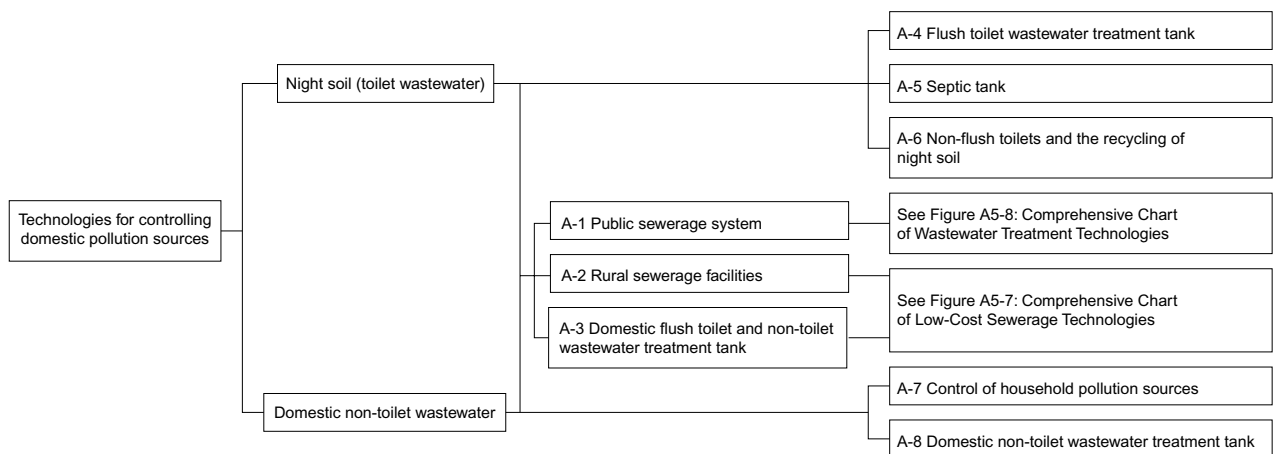 Technologies for controlling
domestic pollution sources
Night soil (toilet wastewater)
Domestic non-toilet wastewater
A-1 Public sewerage system
A-2 Rural sewerage facilities
A-3 Domestic flush toilet and non-toilet
wastewater treatment tank
A-4 Flush toilet wastewater treatment tank
A-5 Septic tank
A-6 Non-flush toilets and the recycling of
night soil
See Figure A5-8: Comprehensive Chart
of Wastewater Treatment Technologies
See Figure A5-7: Comprehensive Chart
of Low-Cost Sewerage Technologies
A-7 Control of household pollution sources
A-8 Domestic non-toilet wastewater treatment tank